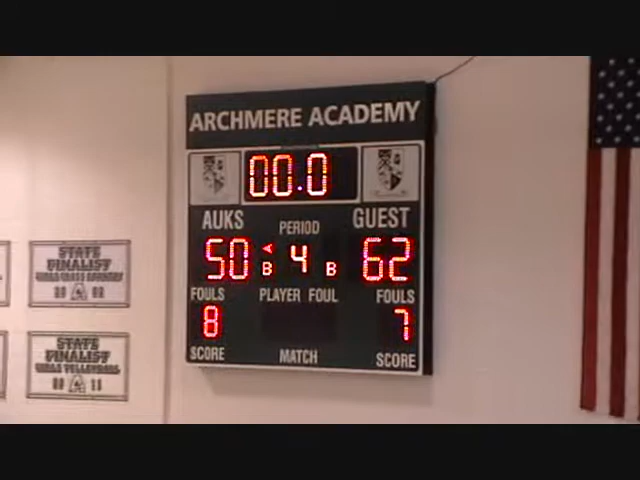 ARCHMERE ACADEMY
00.0
AUKS PERIOD GUEST
50 B 4 B 62
FOULS PLAYER FOUL FOULS
8 7
SCORE MATCH SCORE
STATE
FINALIST
STATE
FINALIST